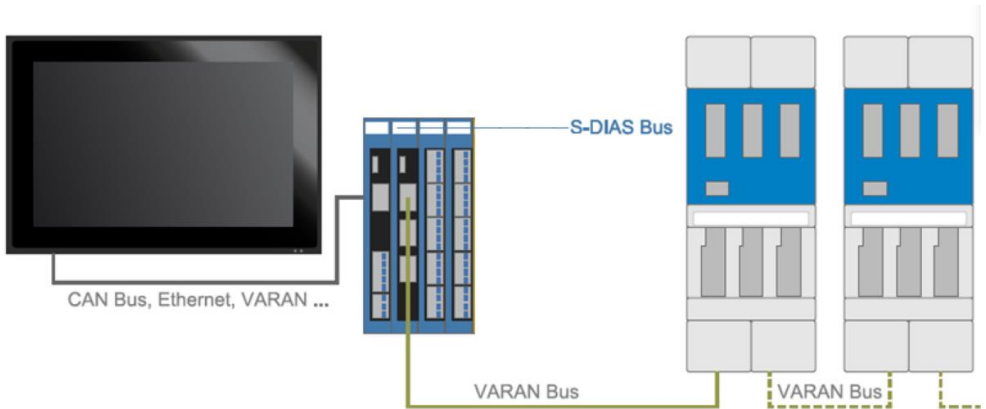 S-DIAS Bus
CAN Bus, Ethernet, VARAN ...
VARAN Bus
VARAN Bus